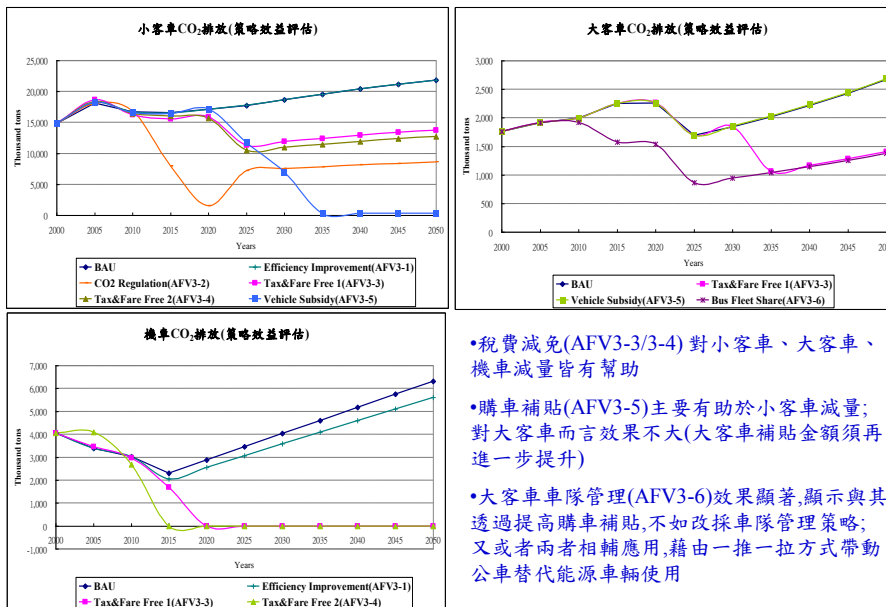 小客車CO₂排放(策略效益評估)
Thousand tons
25,000
20,000
15,000
10,000
5,000
0
2000 2005 2010 2015 2020 2025 2030 2035 2040 2045 2050
Years
BAU
Efficiency Improvement(AFV3-1)
CO2 Regulation(AFV3-2)
Tax&Fare Free 1(AFV3-3)
Tax&Fare Free 2(AFV3-4)
Vehicle Subsidy(AFV3-5)
大客車CO₂排放(策略效益評估)
Thousand tons
3,000
2,500
2,000
1,500
1,000
500
0
2000 2005 2010 2015 2020 2025 2030 2035 2040 2045 205
Years
BAU
Tax&Fare Free 1(AFV3-3)
Vehicle Subsidy(AFV3-5)
Bus Fleet Share(AFV3-6)
機車CO₂排放(策略效益評估)
Thousand tons
7,000
6,000
5,000
4,000
3,000
2,000
1,000
0
-1,000
2000 2005 2010 2015 2020 2025 2030 2035 2040 2045 2050
Years
BAU
Efficiency Improvement(AFV3-1)
Tax&Fare Free 1(AFV3-3)
Tax&Fare Free 2(AFV3-4)
•稅費減免(AFV3-3/3-4) 對小客車、大客車、
機車減量皆有幫助
•購車補貼(AFV3-5)主要有助於小客車減量;
對大客車而言效果不大(大客車補貼金額須再
進一步提升)
•大客車車隊管理(AFV3-6)效果顯著,顯示與其
透過提高購車補貼,不如改採車隊管理策略;
又或者兩者相輔應用,藉由一推一拉方式帶動
公車替代能源車輛使用